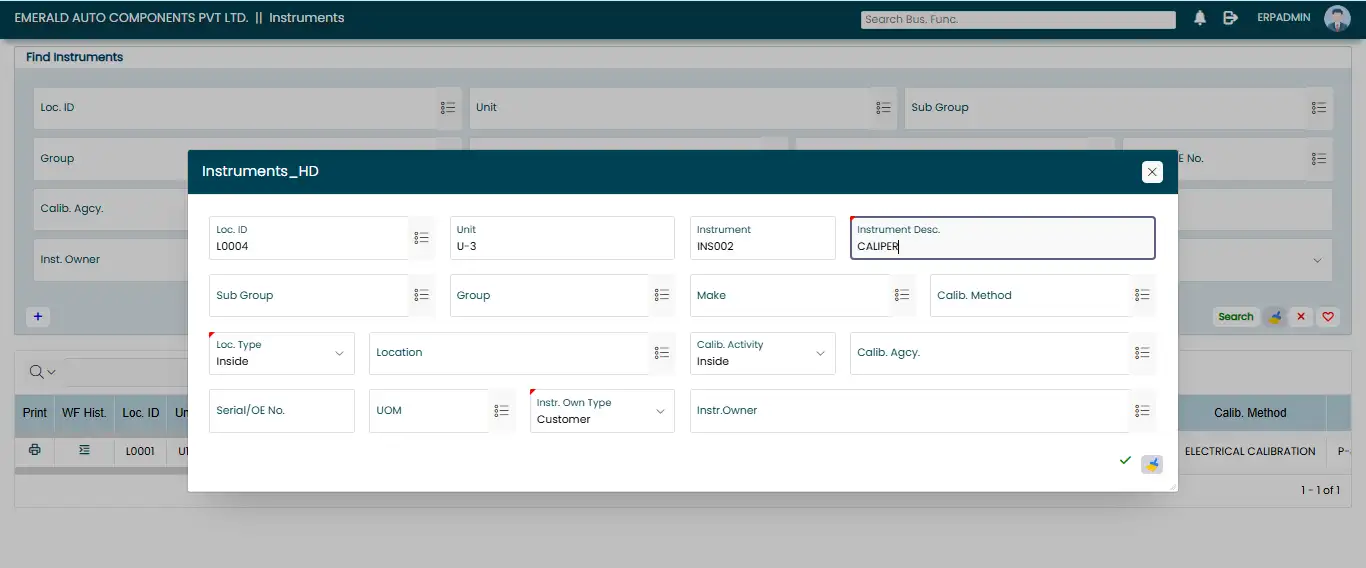 EMERALD AUTO COMPONENTS PVT LTD. || Instruments Search Bus. Func. ERPADMIN
Find Instruments
Loc. ID Unit Sub Group
Group E No.
Calib. Agcy.
Inst. Owner
Search
Instruments_HD
Loc. ID Unit Instrument Instrument Desc.
L0004 U-3 INS002 CALIPER
Sub Group Group Make Calib. Method
Loc. Type Location Calib. Activity Calib. Agcy.
Inside Inside
Serial/OE No. UOM Instr. Own Type Instr.Owner
Customer
Print WF Hist. Loc. ID Calib. Method
L0001 ELECTRICAL CALIBRATION
1 - 1 of 1